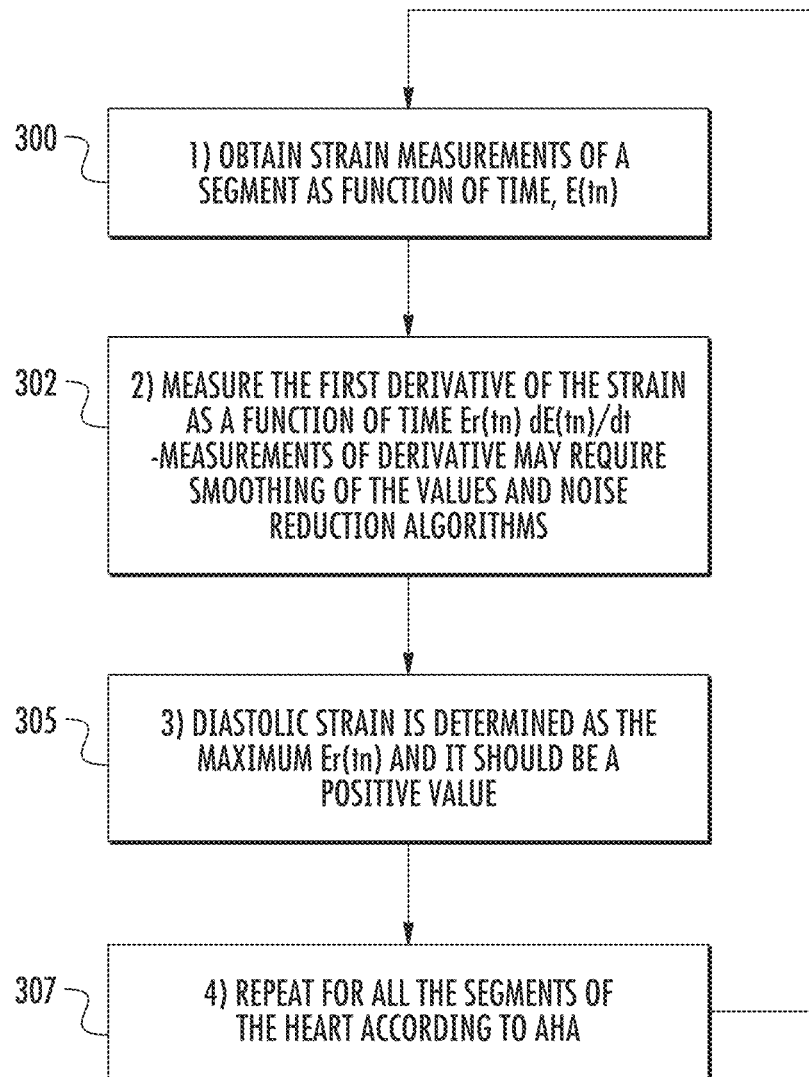 300
1) OBTAIN STRAIN MEASUREMENTS OF A
SEGMENT AS FUNCTION OF TIME, E(tn)
302
2) MEASURE THE FIRST DERIVATIVE OF THE STRAIN
AS A FUNCTION OF TIME Er(tn) dE(tn)/dt
-MEASUREMENTS OF DERIVATIVE MAY REQUIRE
SMOOTHING OF THE VALUES AND NOISE
REDUCTION ALGORITHMS
305
3) DIASTOLIC STRAIN IS DETERMINED AS THE
MAXIMUM Er(tn) AND IT SHOULD BE A
POSITIVE VALUE
307
4) REPEAT FOR ALL THE SEGMENTS OF
THE HEART ACCORDING TO AHA